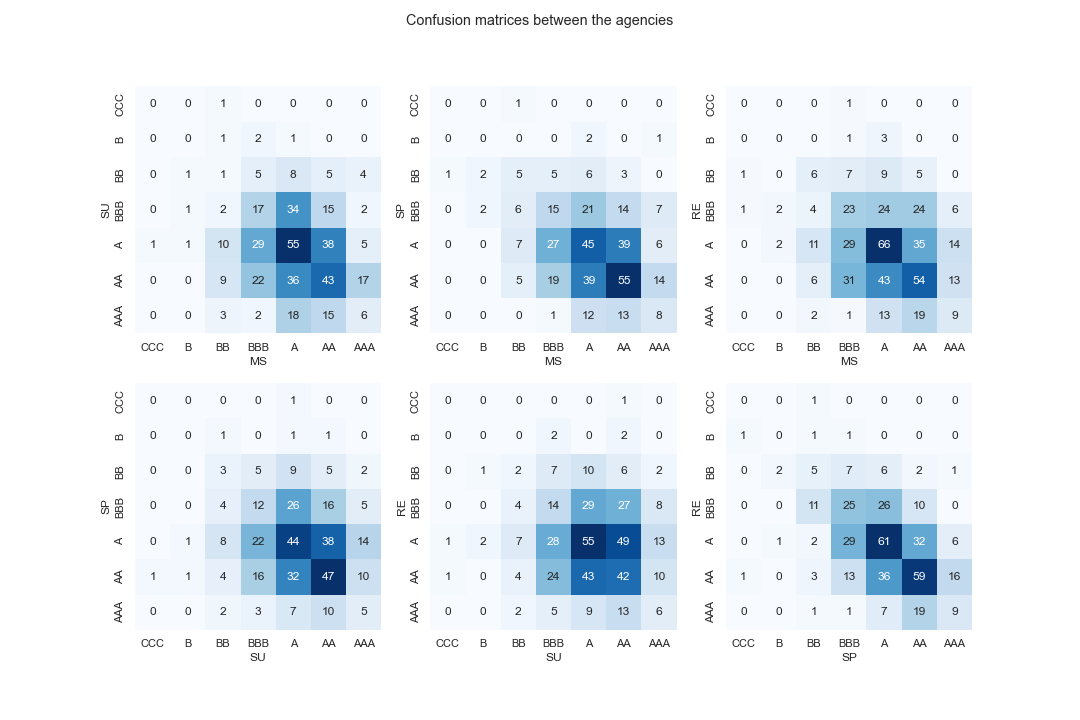 Confusion matrices between the agencies
CCC 0 0 1 0 0 0 0
B 0 0 1 2 1 0 0
BB 0 1 1 5 8 5 4
SU BBB 0 1 2 17 34 15 2
A 1 1 10 29 55 38 5
AA 0 0 9 22 36 43 17
AAA 0 0 3 2 18 15 6
CCC B BB BBB A AA AAA
MS
CCC 0 0 1 0 0 0 0
B 0 0 0 0 2 0 1
BB 1 2 5 5 6 3 0
SP BBB 0 2 6 15 21 14 7
A 0 0 7 27 45 39 6
AA 0 0 5 19 39 55 14
AAA 0 0 0 1 12 13 8
CCC B BB BBB A AA AAA
MS
CCC 0 0 0 1 0 0 0
B 0 0 0 1 3 0 0
BB 1 0 6 7 9 5 0
RE BBB 1 2 4 23 24 24 6
A 0 2 11 29 66 35 14
AA 0 0 6 31 43 54 13
AAA 0 0 2 1 13 19 9
CCC B BB BBB A AA AAA
MS
CCC 0 0 0 0 1 0 0
B 0 0 1 0 1 1 0
BB 0 0 3 5 9 5 2
SP BBB 0 0 4 12 26 16 5
A 0 1 8 22 44 38 14
AA 1 1 4 16 32 47 10
AAA 0 0 2 3 7 10 5
CCC B BB BBB A AA AAA
SU
CCC 0 0 0 0 0 1 0
B 0 0 0 2 0 2 0
BB 0 1 2 7 10 6 2
RE BBB 0 0 4 14 29 27 8
A 1 2 7 28 55 49 13
AA 1 0 4 24 43 42 10
AAA 0 0 2 5 9 13 6
CCC B BB BBB A AA AAA
SU
CCC 0 0 1 0 0 0 0
B 1 0 1 1 0 0 0
BB 0 2 5 7 6 2 1
RE BBB 0 0 11 25 26 10 0
A 0 1 2 29 61 32 6
AA 1 0 3 13 36 59 16
AAA 0 0 1 1 7 19 9
CCC B BB BBB A AA AAA
SP